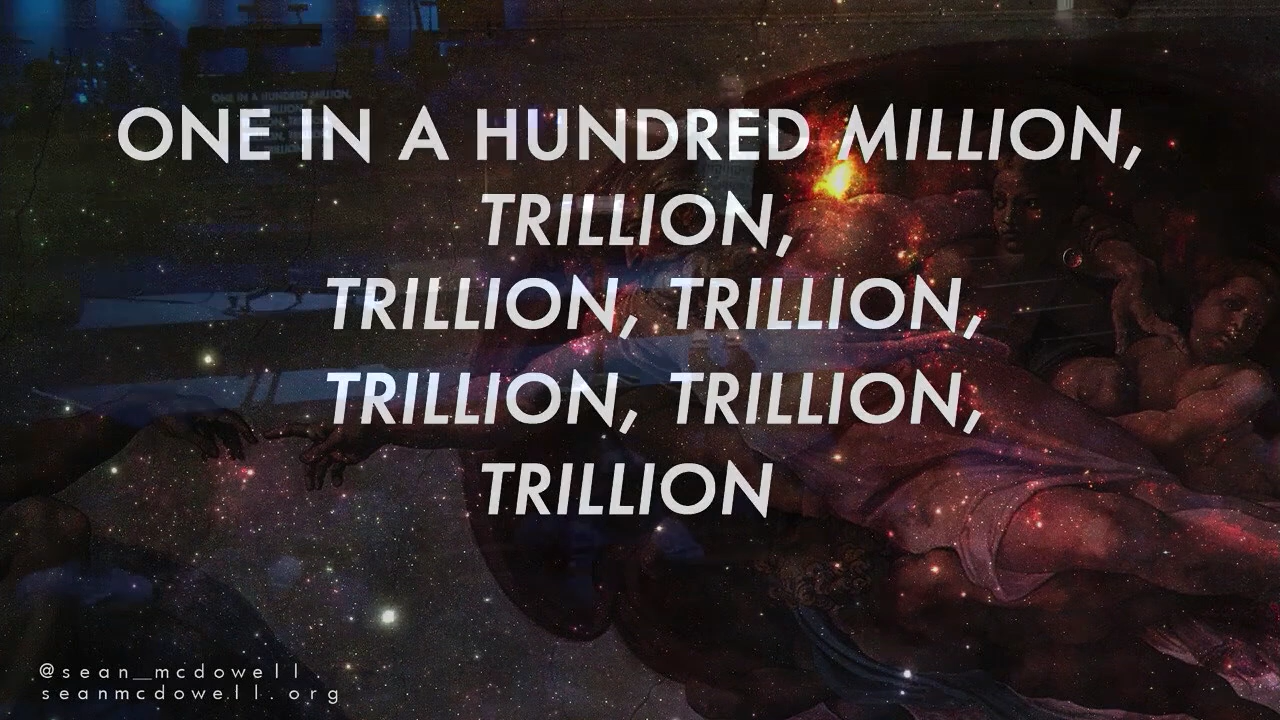 ONE IN A HUNDRED MILLION,
TRILLION,
TRILLION, TRILLION,
TRILLION, TRILLION,
TRILLION
@sean_mcdowell
seanmcdowell.org